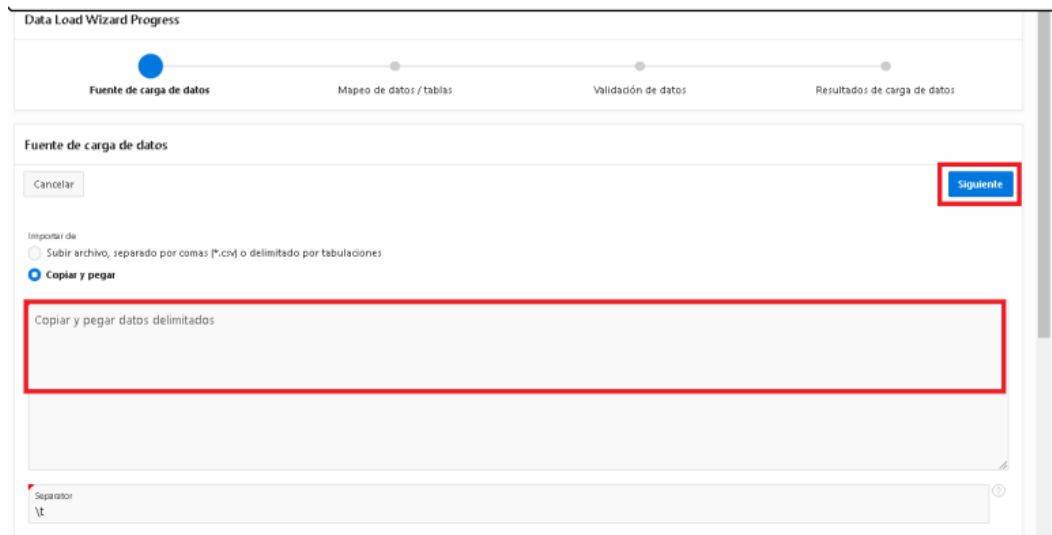 Data Load Wizard Progress
Fuente de carga de datos
Mapeo de datos / tablas
Validación de datos
Resultados de carga de datos
Fuente de carga de datos
Cancelar
Siguiente
Importar de
Subir archivo, separado por comas (*.csv) o delimitado por tabulaciones
Copiar y pegar
Copiar y pegar datos delimitados
Separator
?
\t